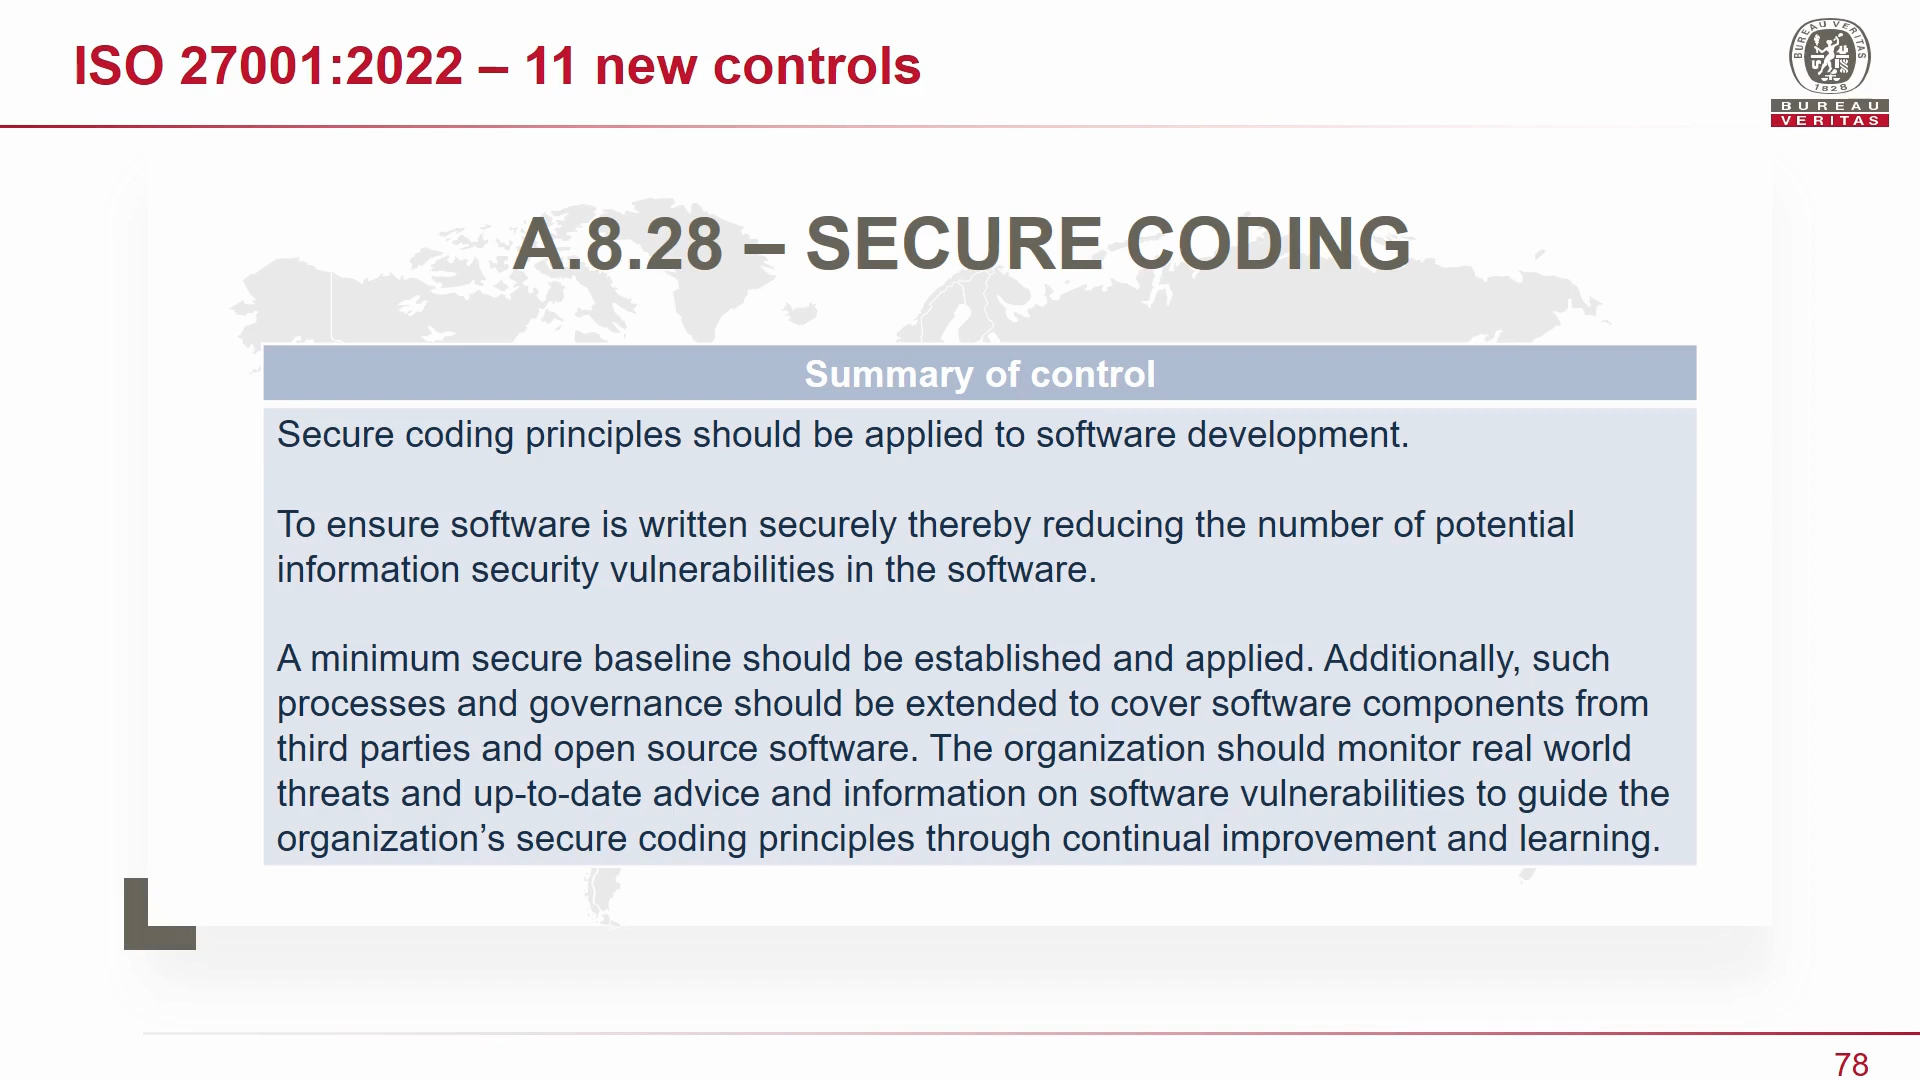 ISO 27001:2022 – 11 new controls
BUREAU VERITAS
1828
BUREAU
VERITAS
A.8.28 – SECURE CODING
Summary of control
Secure coding principles should be applied to software development.
To ensure software is written securely thereby reducing the number of potential
information security vulnerabilities in the software.
A minimum secure baseline should be established and applied. Additionally, such
processes and governance should be extended to cover software components from
third parties and open source software. The organization should monitor real world
threats and up-to-date advice and information on software vulnerabilities to guide the
organization’s secure coding principles through continual improvement and learning.
78